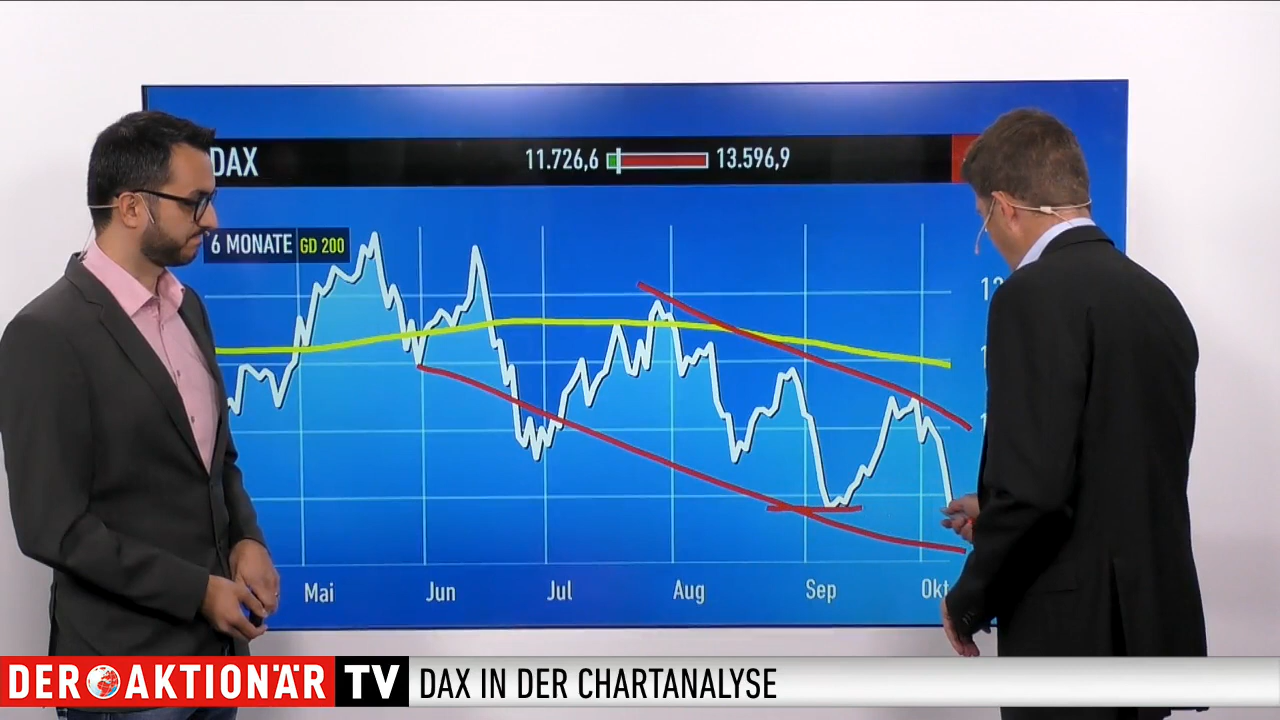 DAX
11.726,6
13.596,9
6 MONATE GD 200
Mai Jun Jul Aug Sep Okt
DER AKTIONÄR TV DAX IN DER CHARTANALYSE